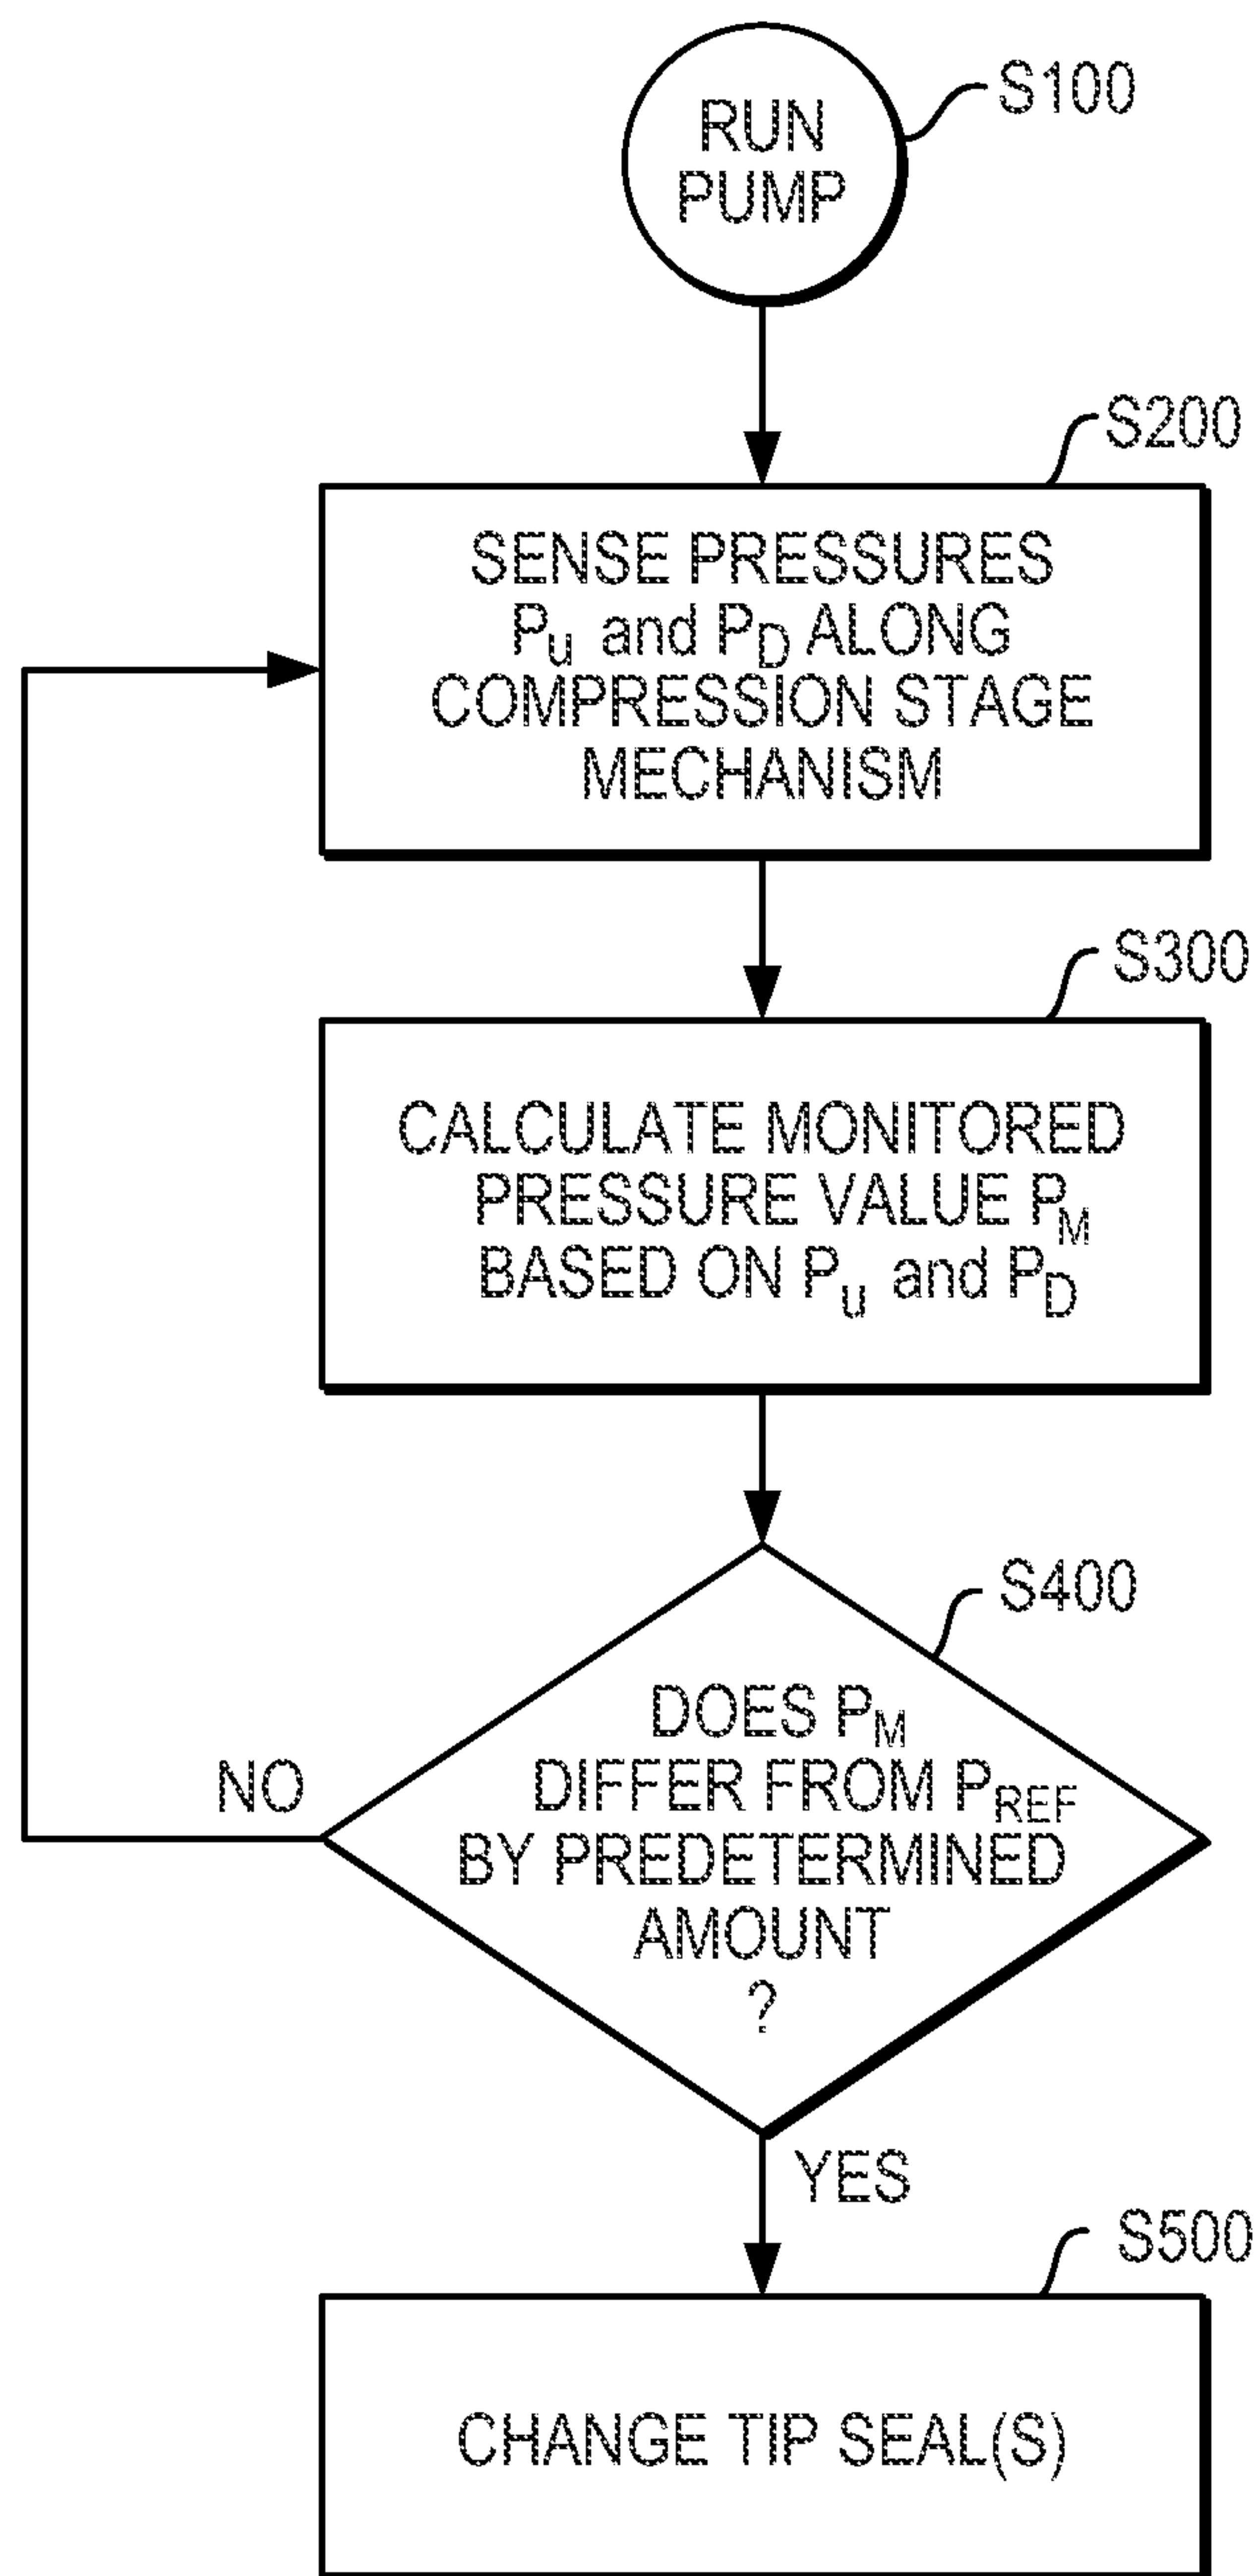 RUN
PUMP
S100
S200
SENSE PRESSURES
Pu and PD ALONG
COMPRESSION STAGE
MECHANISM
S300
CALCULATE MONITORED
PRESSURE VALUE PM
BASED ON Pu and PD
S400
DOES PM
DIFFER FROM PREF
BY PREDETERMINED
AMOUNT
?
NO
YES
S500
CHANGE TIP SEAL(S)